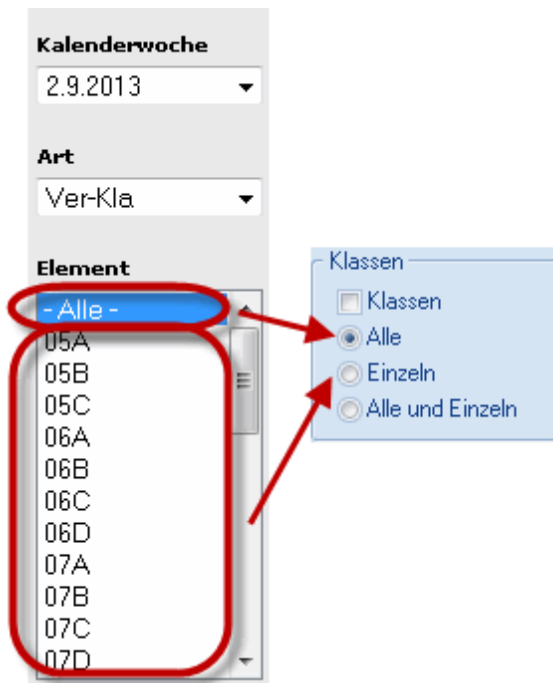 Kalenderwoche
2.9.2013
Art
Ver-Kla
Element
- Alle -
05A
05B
05C
06A
06B
06C
06D
07A
07B
07C
07D
Klassen
Klassen
Alle
Einzeln
Alle und Einzeln